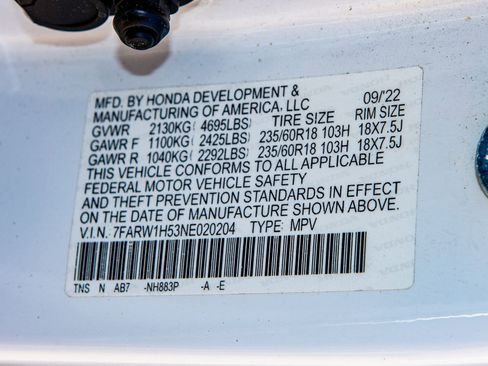 MFD. BY HONDA DEVELOPMENT &
MANUFACTURING OF AMERICA, LLC 09/'22
GVWR 2130KG (4695LBS) TIRE SIZE RIM SIZE
GAWR F 1100KG (2425LBS) 235/60R18 103H 18X7.5J
GAWR R 1040KG (2292LBS) 235/60R18 103H 18X7.5J
THIS VEHICLE CONFORMS TO ALL APPLICABLE
FEDERAL MOTOR VEHICLE SAFETY
AND THEFT PREVENTION STANDARDS IN EFFECT
ON THE DATE OF MANUFACTURE SHOWN ABOVE.
V.I.N.: 7FARW1H53NE020204 TYPE: MPV
TNS N AB7 -NH883P -A -E